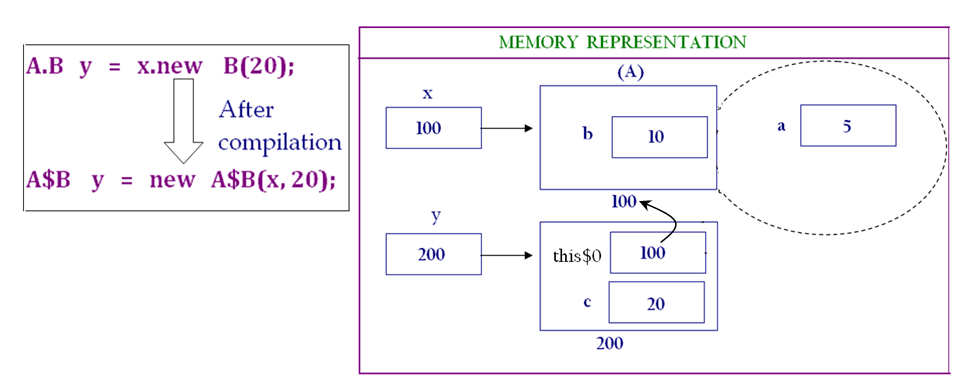 A.B y = x.new B(20);
After
compilation
A$B y = new A$B(x, 20);
MEMORY REPRESENTATION
(A)
x
100
b
10
a
5
100
y
200
this$0
100
c
20
200